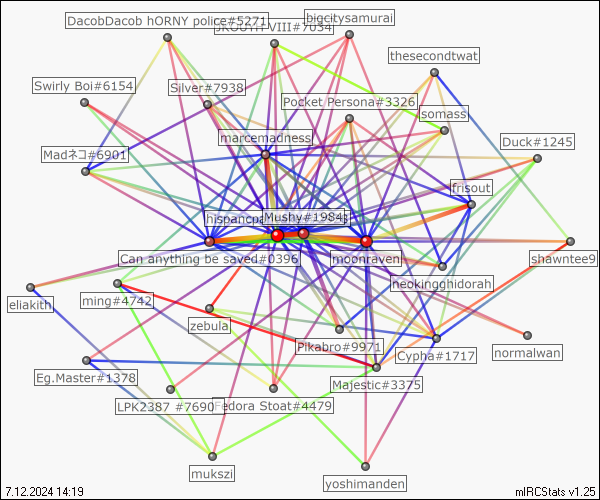 bigcitysamurai
DacobDacob hORNY police#5271
VIII#7034
thesecondtwat
Swirly Boi#6154
Silver#7938
Pocket Persona#3326
somass
marcemadness
Duck#1245
Madネコ#6901
frisout
Mushy#1984
Can anything be saved#0396
moonraven
shawntee9
neokingghidorah
eliakith
ming#4742
zebula
Pikabro#9971
Cypha#1717
normalwan
Eg.Master#1378
Majestic#3375
LPK2387 #7690
Fedora Stoat#4479
mukszi
yoshimanden
7.12.2024 14:19
mIRCStats v1.25